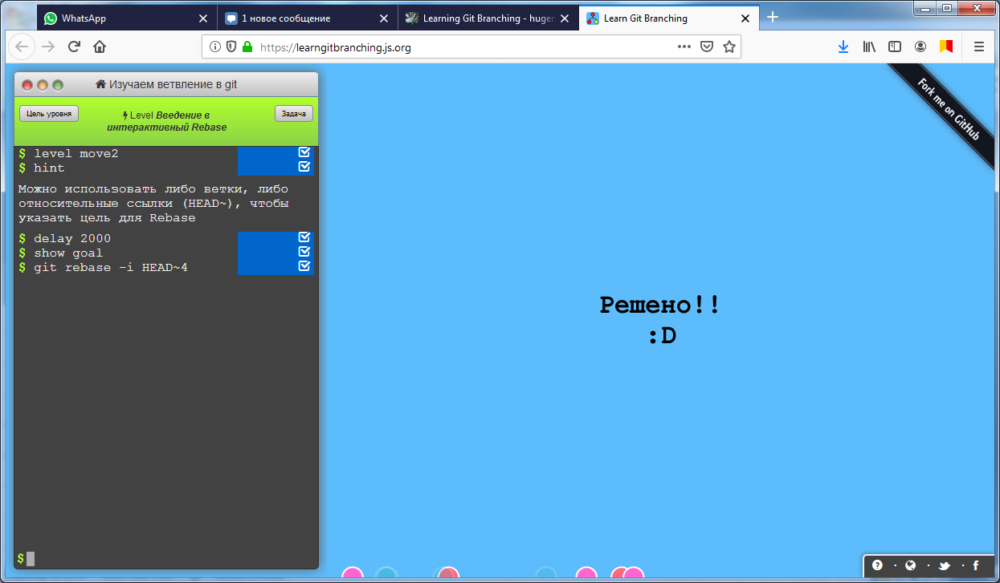 WhatsApp
1 новое сообщение
Learning Git Branching - huge
Learn Git Branching
https://learngitbranching.js.org
Изучаем ветвление в git
Цель уровня
Level Введение в
интерактивный Rebase
Задача
$ level move2
$ hint
Можно использовать либо ветки, либо
относительные ссылки (HEAD~), чтобы
указать цель для Rebase
$ delay 2000
$ show goal
$ git rebase -i HEAD~4
$
Решено!!
:D
Fork me on GitHub